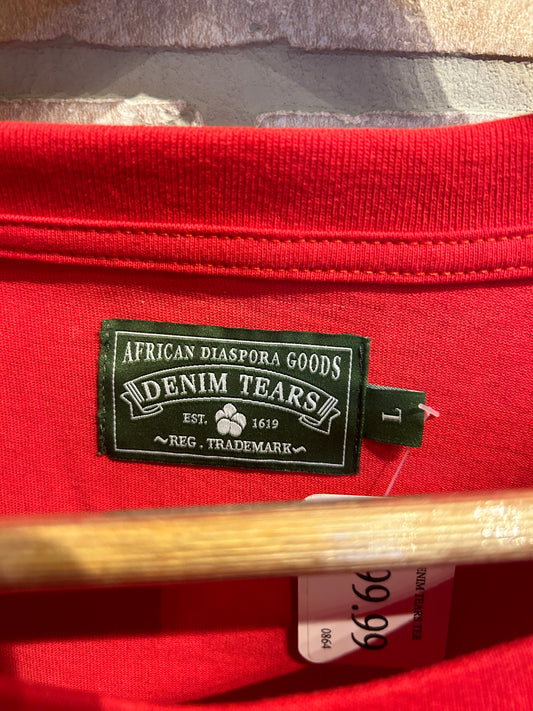 AFRICAN DIASPORA GOODS
DENIM TEARS
EST. 1619
~REG. TRADEMARK~
L
DENIM TEARS TEE
99.99
0864